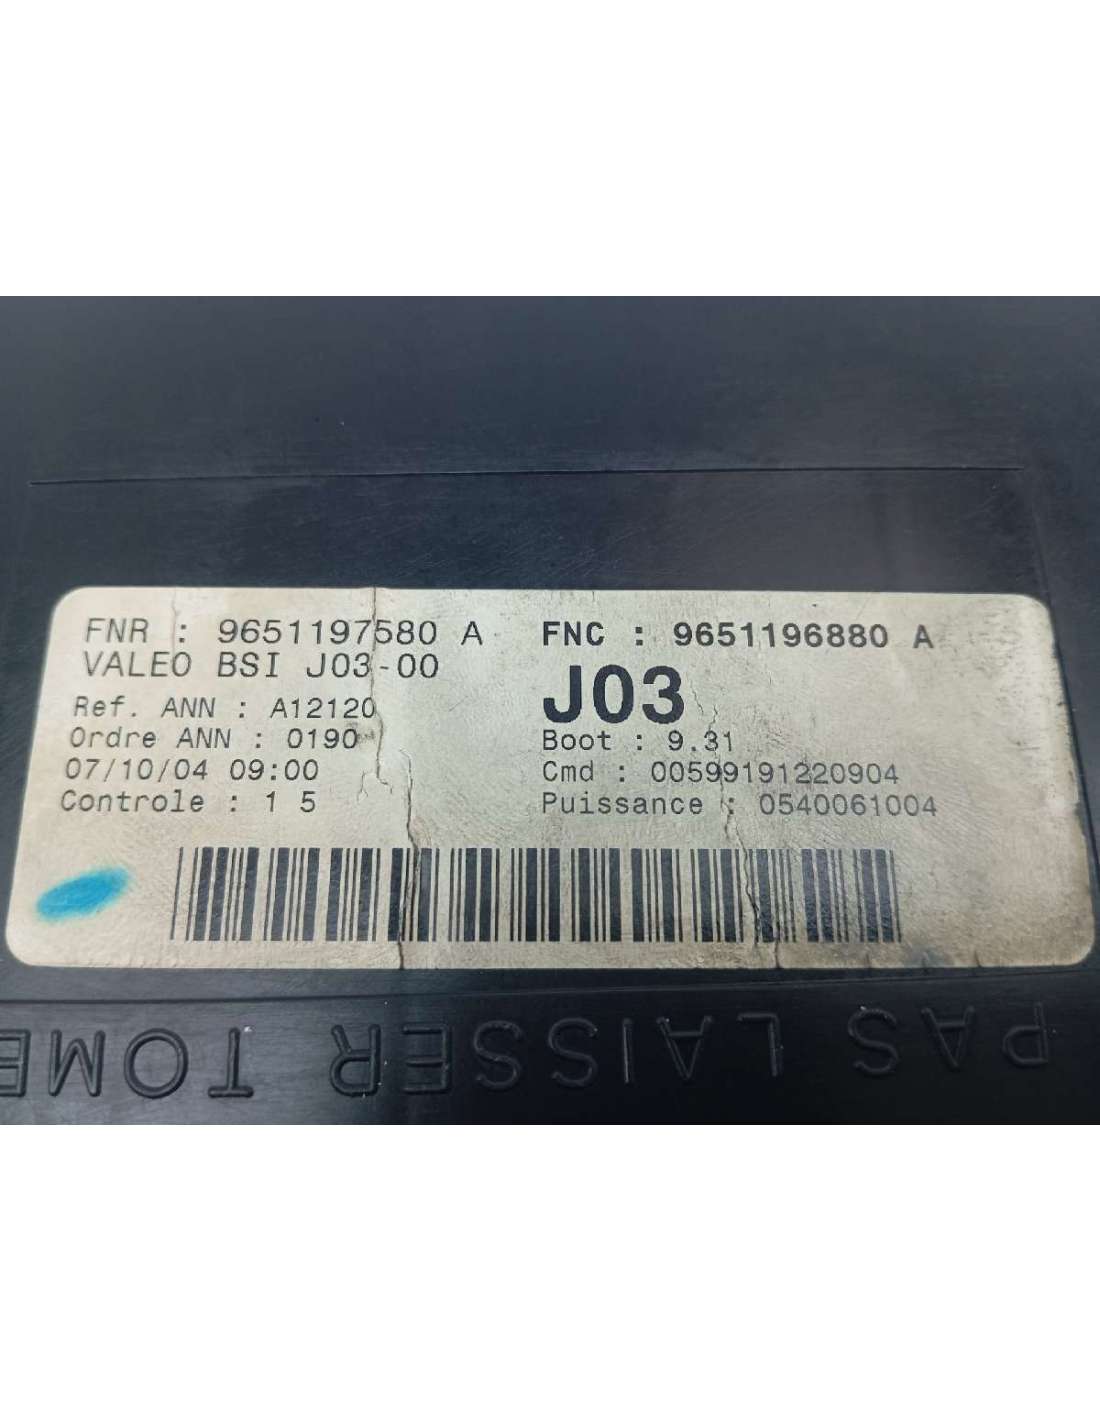 FNR : 9651197580 A
VALEO BSI J03-00
Ref. ANN : A12120
Ordre ANN : 0190
07/10/04 09:00
Controle : 1 5
FNC : 9651196880 A
J03
Boot : 9.31
Cmd : 00599191220904
Puissance : 0540061004
PAS LAISSER TOMB